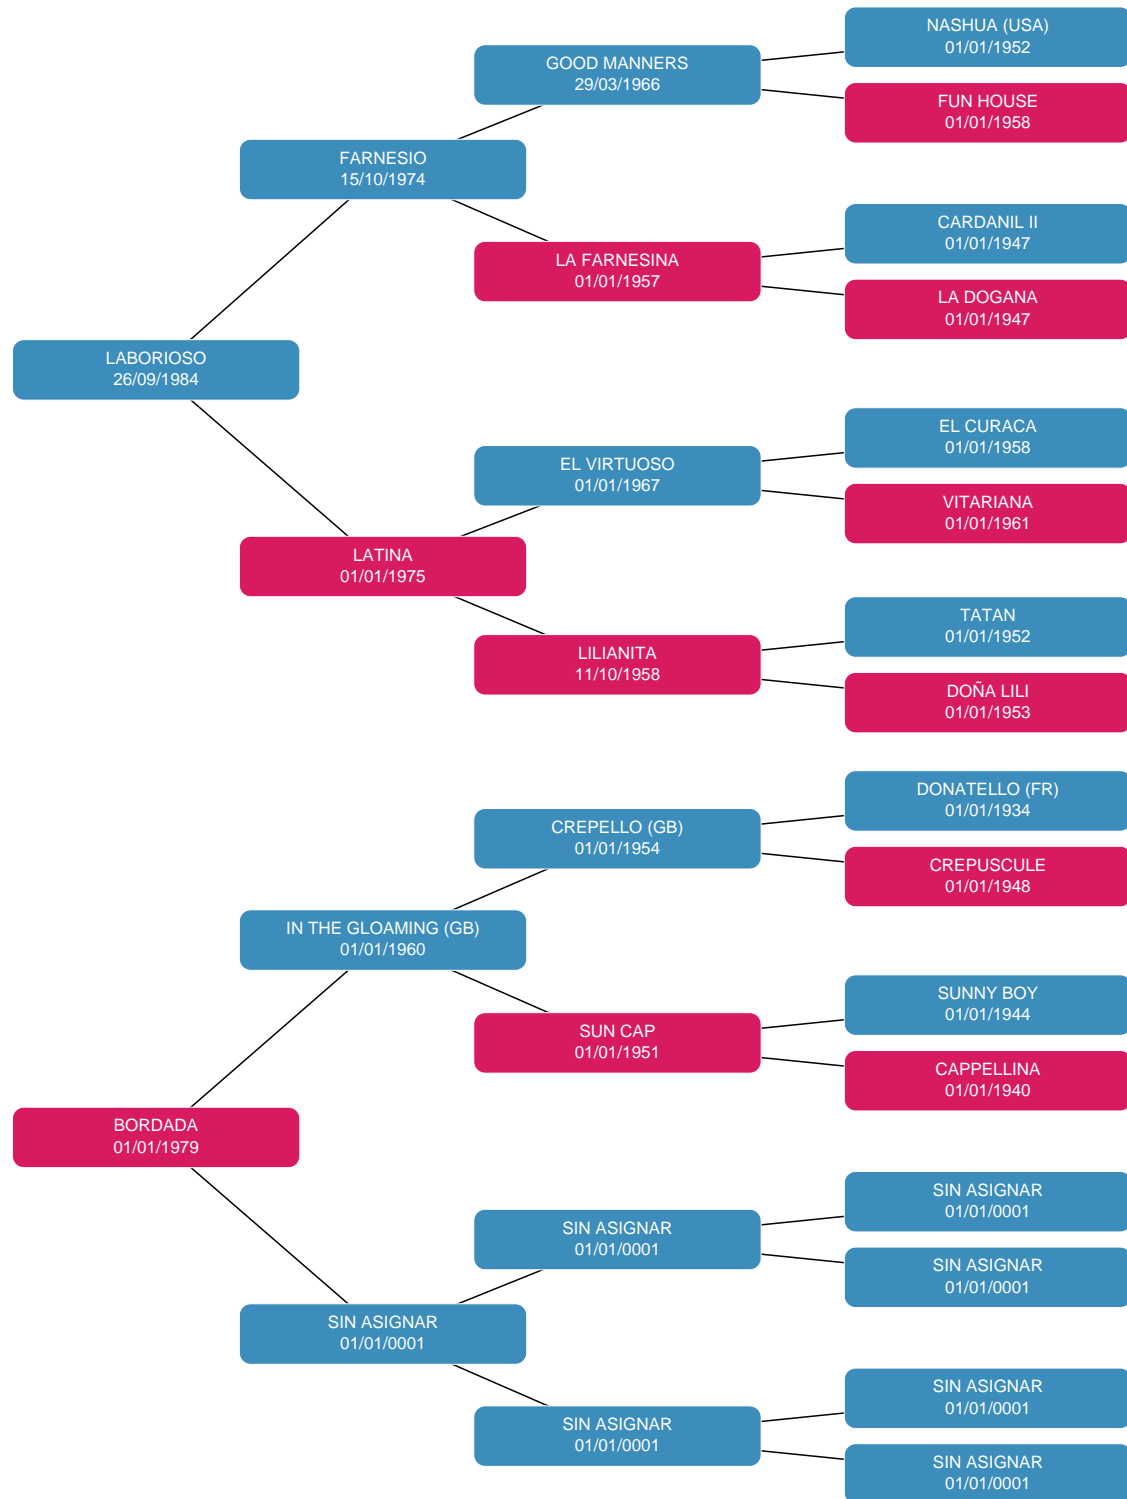 NASHUA (USA)
01/01/1952
GOOD MANNERS
29/03/1966
FUN HOUSE
01/01/1958
FARNESIO
15/10/1974
CARDANIL II
01/01/1947
LA FARNESINA
01/01/1957
LA DOGANA
01/01/1947
LABORIOSO
26/09/1984
EL CURACA
01/01/1958
EL VIRTUOSO
01/01/1967
VITARIANA
01/01/1961
LATINA
01/01/1975
TATAN
01/01/1952
LILIANITA
11/10/1958
DOÑA LILI
01/01/1953
DONATELLO (FR)
01/01/1934
CREPELLO (GB)
01/01/1954
CREPUSCULE
01/01/1948
IN THE GLOAMING (GB)
01/01/1960
SUNNY BOY
01/01/1944
SUN CAP
01/01/1951
CAPPELLINA
01/01/1940
BORDADA
01/01/1979
SIN ASIGNAR
01/01/0001
SIN ASIGNAR
01/01/0001
SIN ASIGNAR
01/01/0001
SIN ASIGNAR
01/01/0001
SIN ASIGNAR
01/01/0001
SIN ASIGNAR
01/01/0001
SIN ASIGNAR
01/01/0001